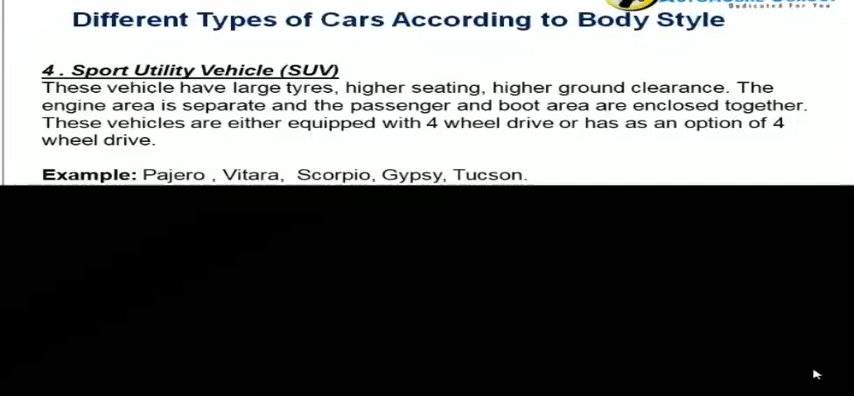 Different Types of Cars According to Body Style
Dedicated For You
4 . Sport Utility Vehicle (SUV)
These vehicle have large tyres, higher seating, higher ground clearance. The
engine area is separate and the passenger and boot area are enclosed together.
These vehicles are either equipped with 4 wheel drive or has as an option of 4
wheel drive.
Example: Pajero , Vitara, Scorpio, Gypsy, Tucson.